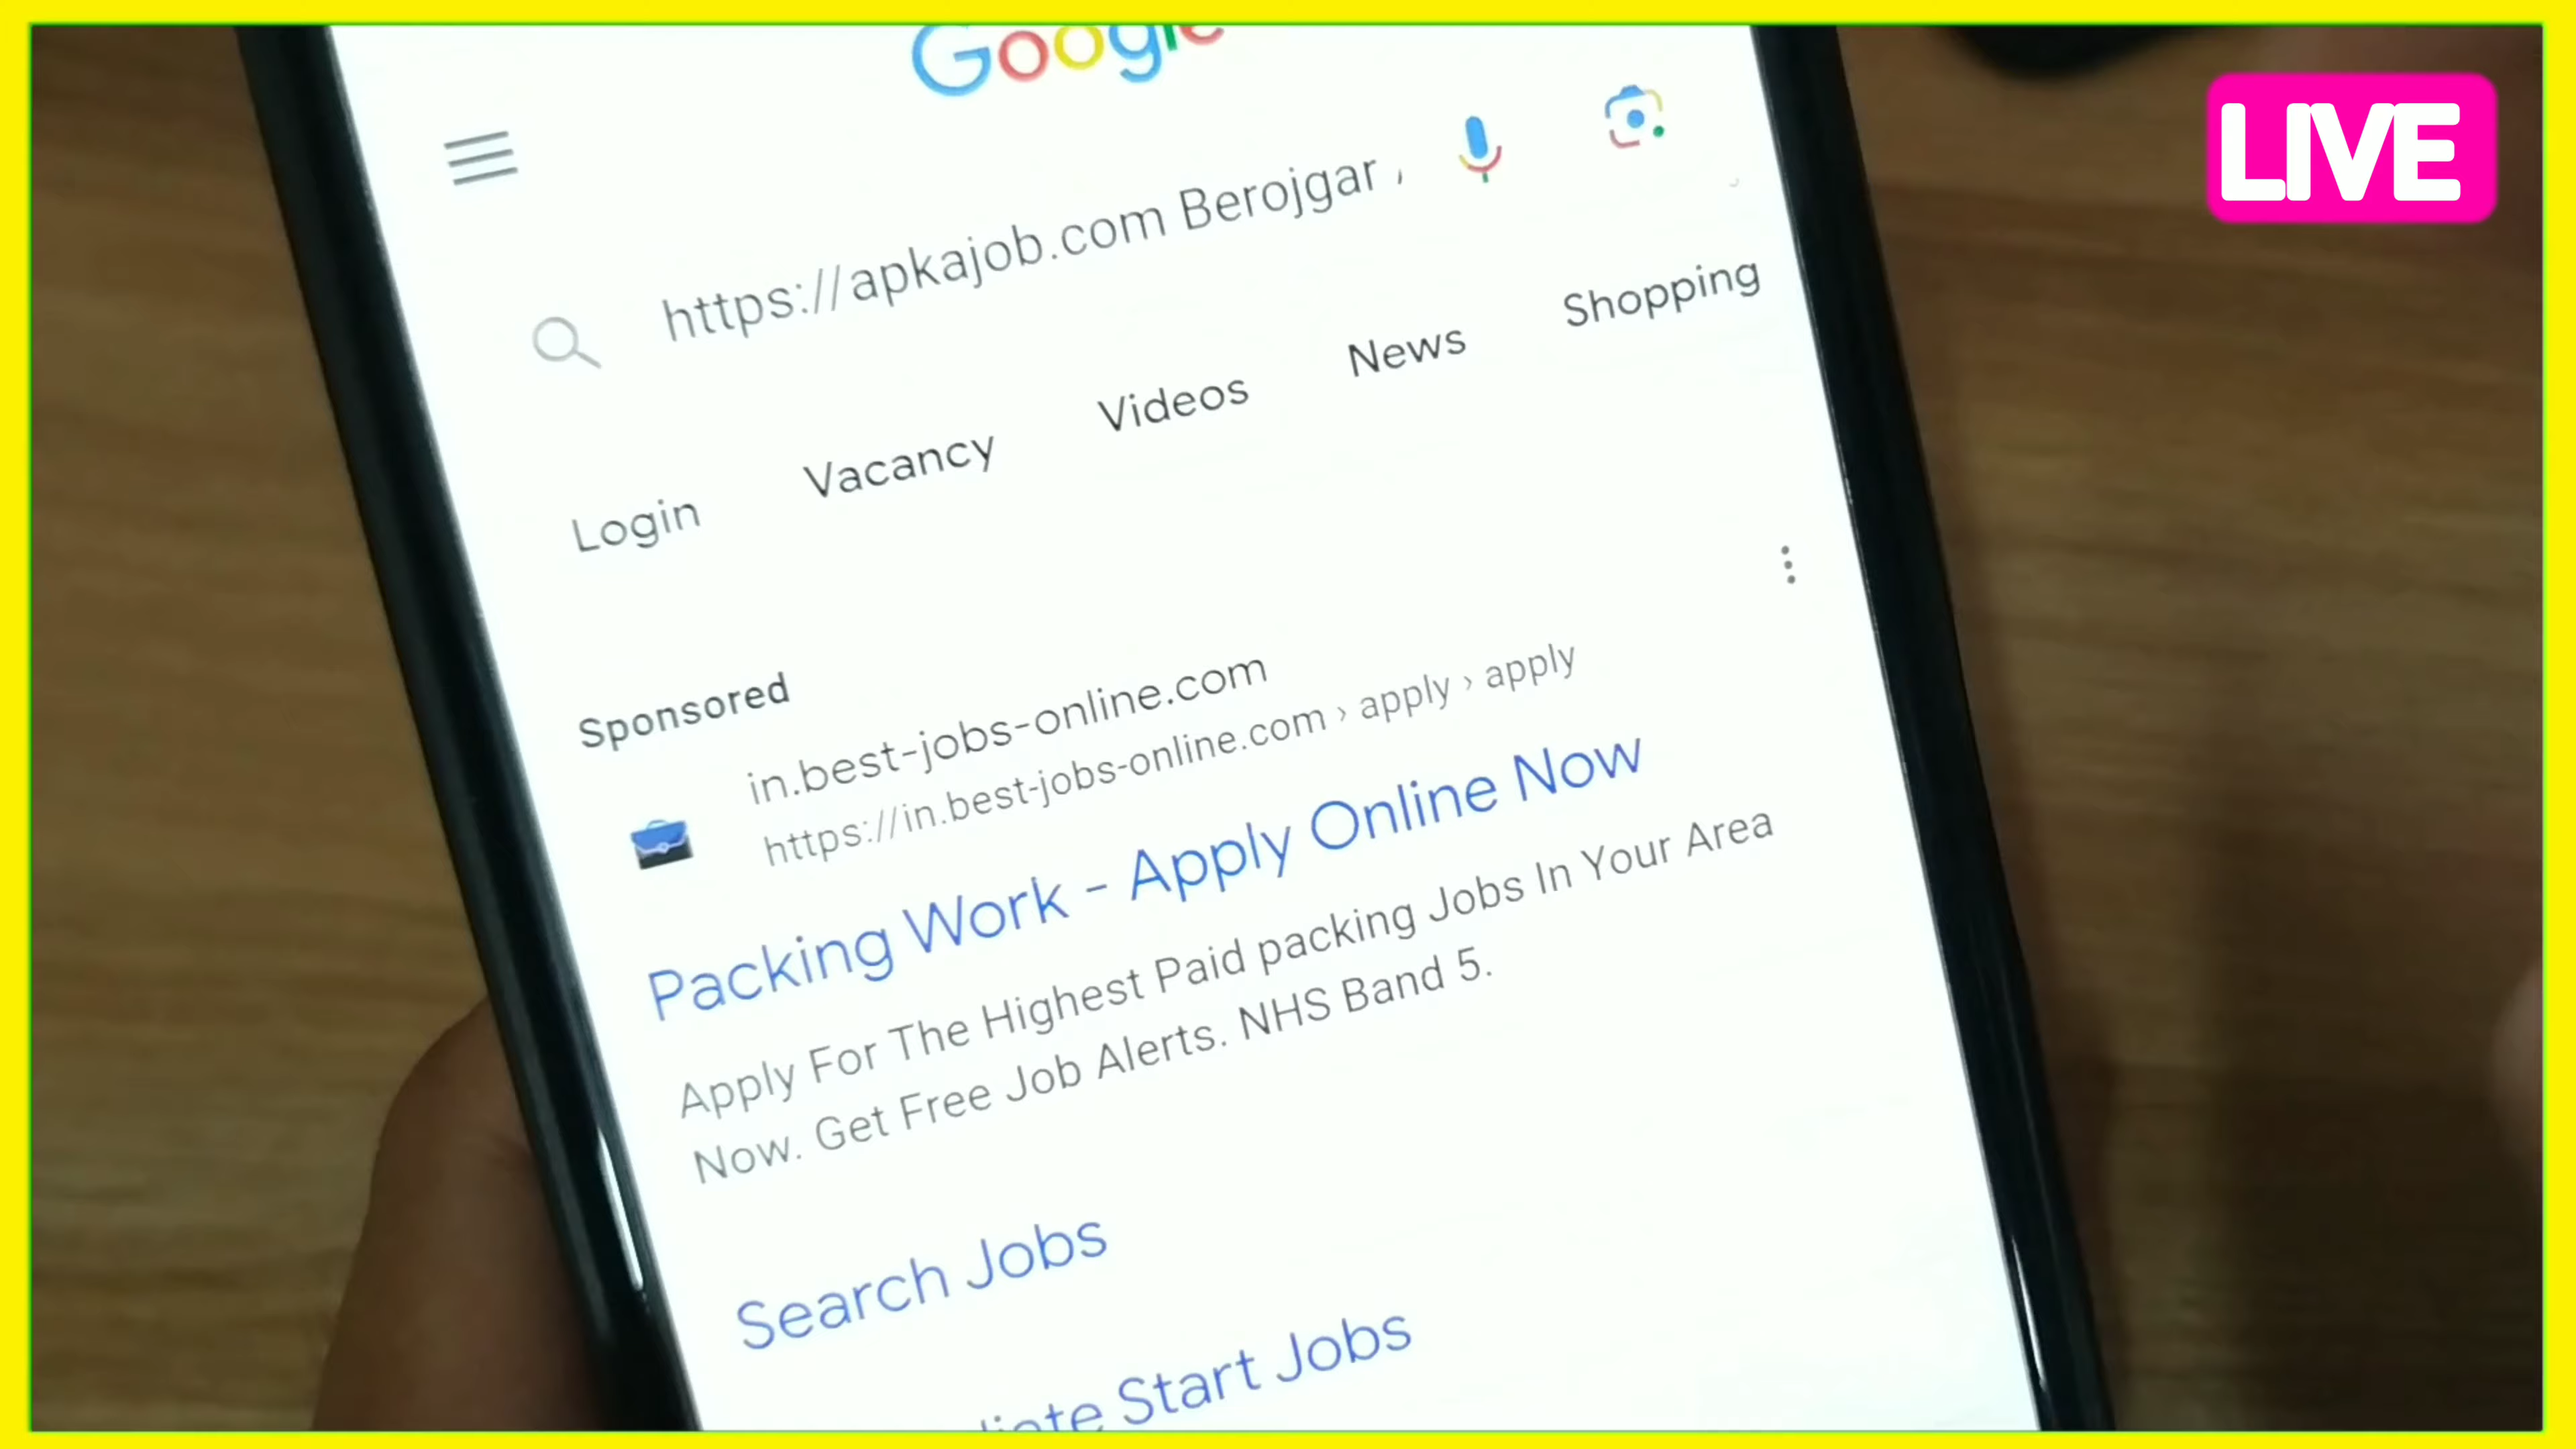 Google
LIVE
https://apkajob.com Berojgar
Login Vacancy Videos News Shopping
Sponsored
in.best-jobs-online.com
https://in.best-jobs-online.com › apply › apply
Packing Work - Apply Online Now
Apply For The Highest Paid packing Jobs In Your Area
Now. Get Free Job Alerts. NHS Band 5.
Search Jobs
Start Jobs